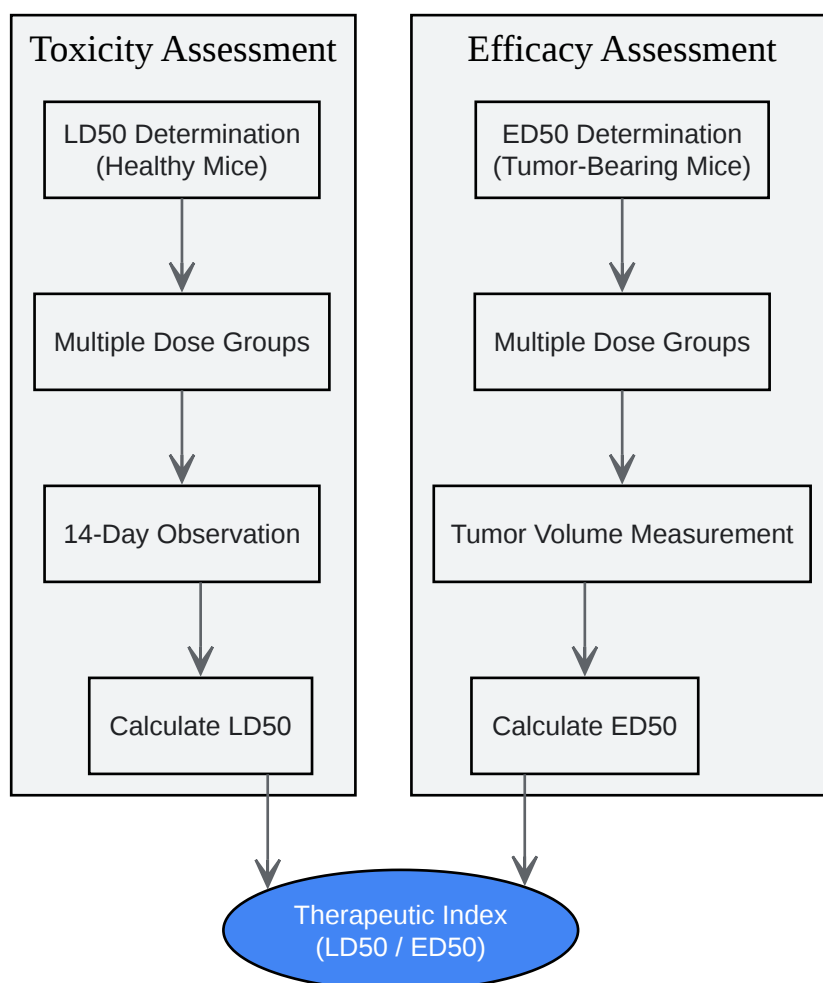 Toxicity Assessment
LD50 Determination
(Healthy Mice)
Multiple Dose Groups
14-Day Observation
Calculate LD50
Efficacy Assessment
ED50 Determination
(Tumor-Bearing Mice)
Multiple Dose Groups
Tumor Volume Measurement
Calculate ED50
Therapeutic Index
(LD50 / ED50)